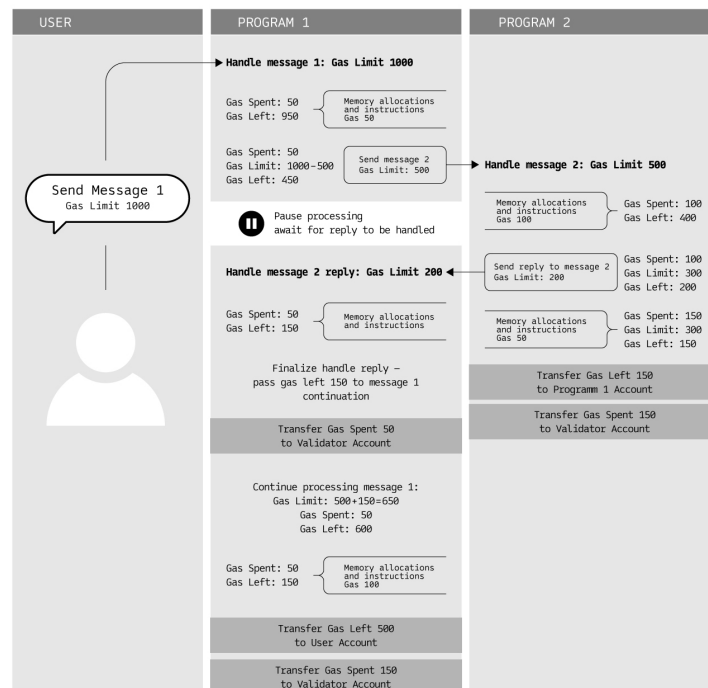 USER
PROGRAM 1
PROGRAM 2
Send Message 1
Gas Limit 1000
Handle message 1: Gas Limit 1000
Gas Spent: 50
Gas Left: 950
Memory allocations
and instructions
Gas 50
Gas Spent: 50
Gas Limit: 1000-500
Gas Left: 450
Send message 2
Gas Limit: 500
Pause processing
await for reply to be handled
Handle message 2: Gas Limit 500
Memory allocations
and instructions
Gas 100
Gas Spent: 100
Gas Left: 400
Send reply to message 2
Gas Limit: 200
Gas Spent: 100
Gas Limit: 300
Gas Left: 200
Memory allocations
and instructions
Gas 50
Gas Spent: 150
Gas Limit: 300
Gas Left: 150
Transfer Gas Left 150
to Programm 1 Account
Transfer Gas Spent 150
to Validator Account
Handle message 2 reply: Gas Limit 200
Gas Spent: 50
Gas Left: 150
Memory allocations
and instructions
Finalize handle reply –
pass gas left 150 to message 1
continuation
Transfer Gas Spent 50
to Validator Account
Continue processing message 1:
Gas Limit: 500+150=650
Gas Spent: 50
Gas Left: 600
Gas Spent: 50
Gas Left: 150
Memory allocations
and instructions
Gas 100
Transfer Gas Left 500
to User Account
Transfer Gas Spent 150
to Validator Account